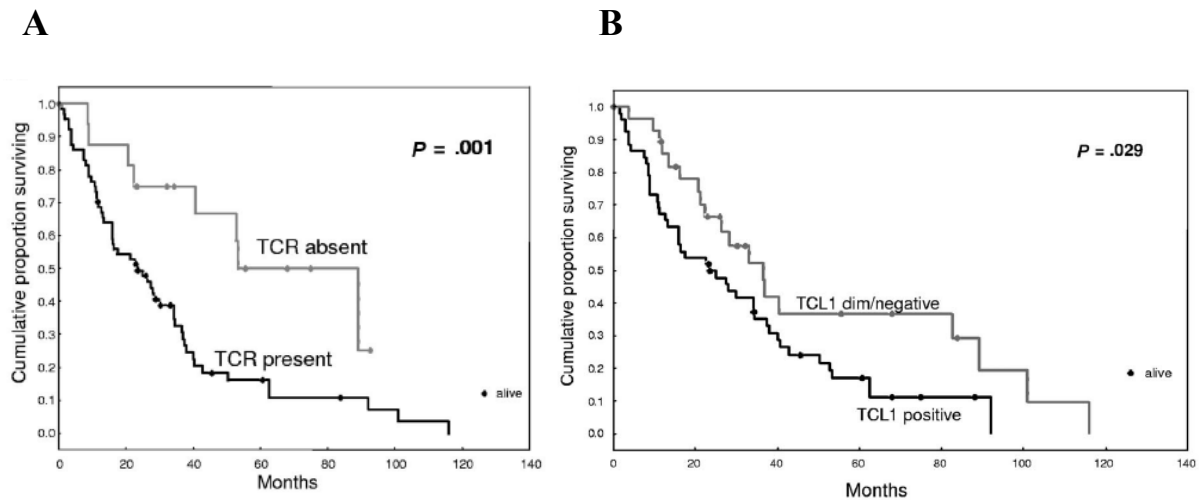 A
B
Cumulative proportion surviving
1.0
0.9
0.8
0.7
0.6
0.5
0.4
0.3
0.2
0.1
0.0
P = .001
TCR absent
TCR present
alive
0 20 40 60 80 100 120 140
Months
Cumulative proportion surviving
1.0
0.9
0.8
0.7
0.6
0.5
0.4
0.3
0.2
0.1
0.0
P = .029
TCL1 dim/negative
alive
TCL1 positive
0 20 40 60 80 100 120 140
Months